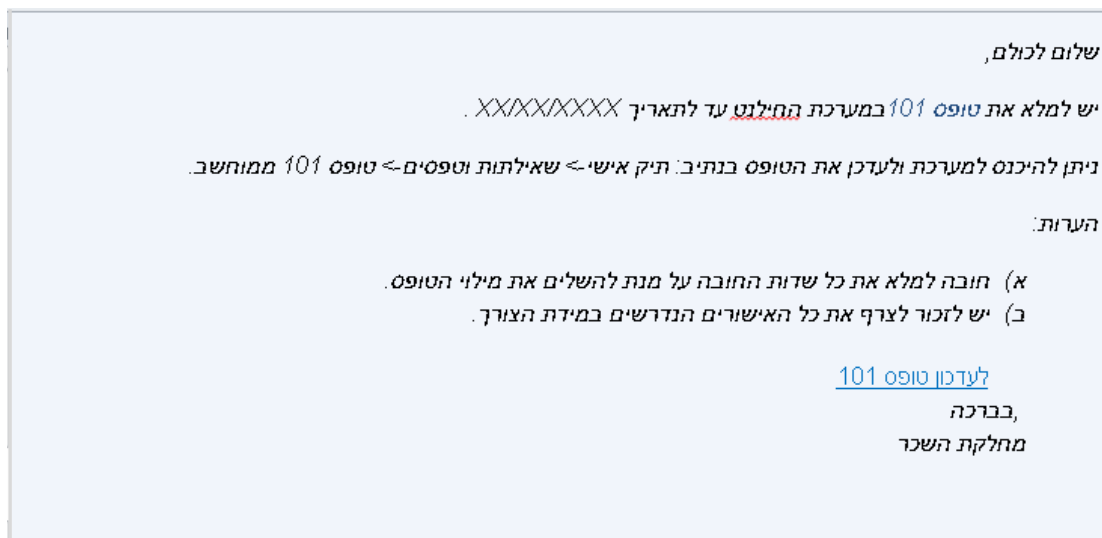 שלום לכולם,
יש למלא את טופס 101 במערכת החילנט עד לתאריך XX/XX/XXXX .
ניתן להיכנס למערכת ולעדכן את הטופס בנתיב: תיק אישי-> שאילתות וטפסים-> טופס 101 ממוחשב.
הערות:
א) חובה למלא את כל שדות החובה על מנת להשלים את מילוי הטופס.
ב) יש לזכור לצרף את כל האישורים הנדרשים במידת הצורך.
לעדכון טופס 101
,בברכה
מחלקת השכר